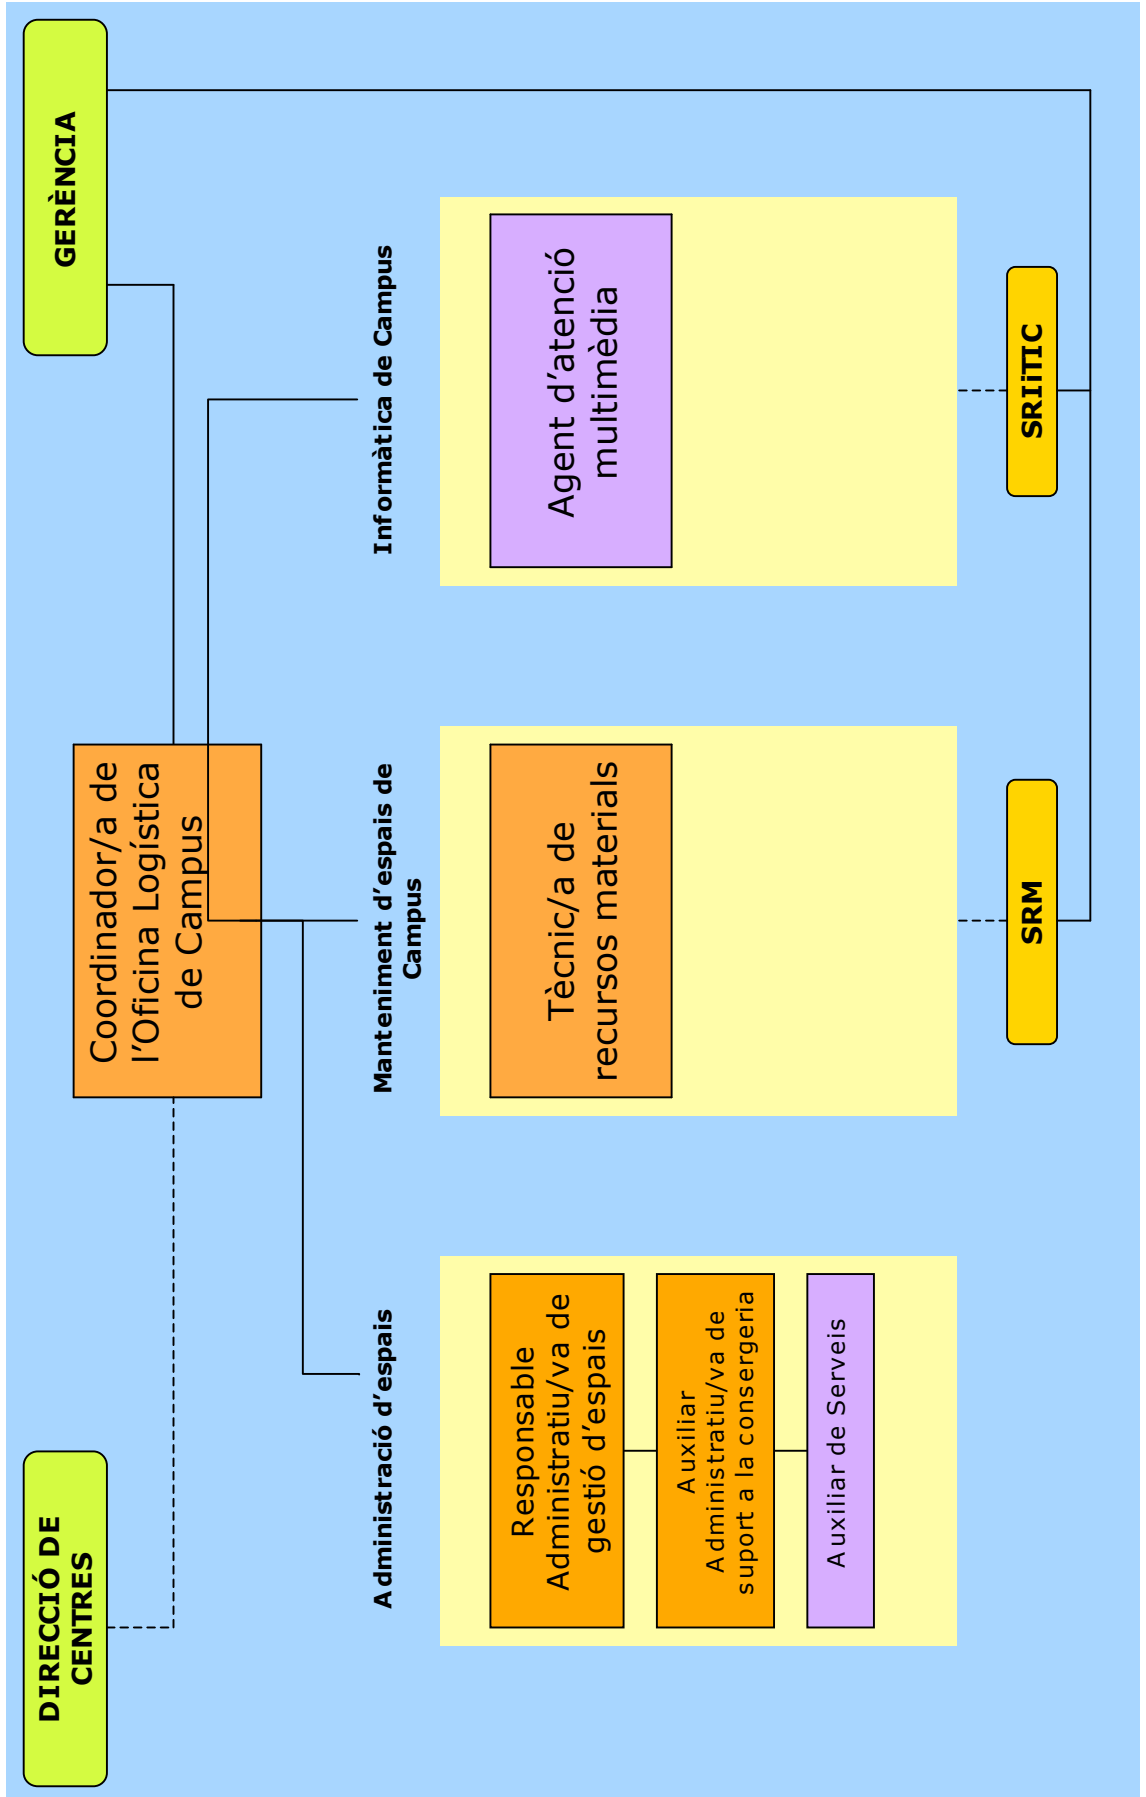 DIRECCIÓ DE
CENTRES
GERÈNCIA
Coordinador/a de
l'Oficina Logística
de Campus
Administració d'espais
Manteniment d'espais de
Campus
Informàtica de Campus
Responsable
Administratiu/va de
gestió d'espais
Auxiliar
Administratiu/va de
suport a la consergeria
Auxiliar de Serveis
Tècnic/a de
recursos materials
Agent d'atenció
multimèdia
SRM
SRIiTIC